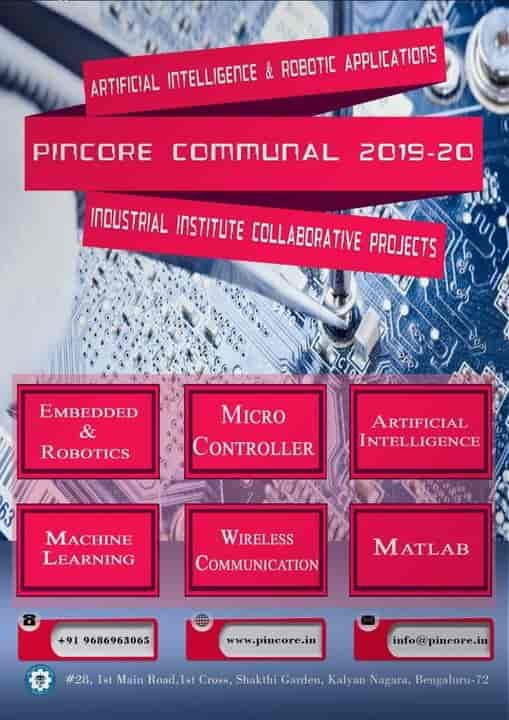 ARTIFICIAL INTELLIGENCE & ROBOTIC APPLICATIONS
PINCORE COMMUNAL 2019-20
INDUSTRIAL INSTITUTE COLLABORATIVE PROJECTS
EMBEDDED
&
ROBOTICS
MICRO
CONTROLLER
ARTIFICIAL
INTELLIGENCE
MACHINE
LEARNING
WIRELESS
COMMUNICATION
MATLAB
+91 9686963065
www.pincore.in
info@pincore.in
#28, 1st Main Road,1st Cross, Shakthi Garden, Kalyan Nagara, Bengaluru-72